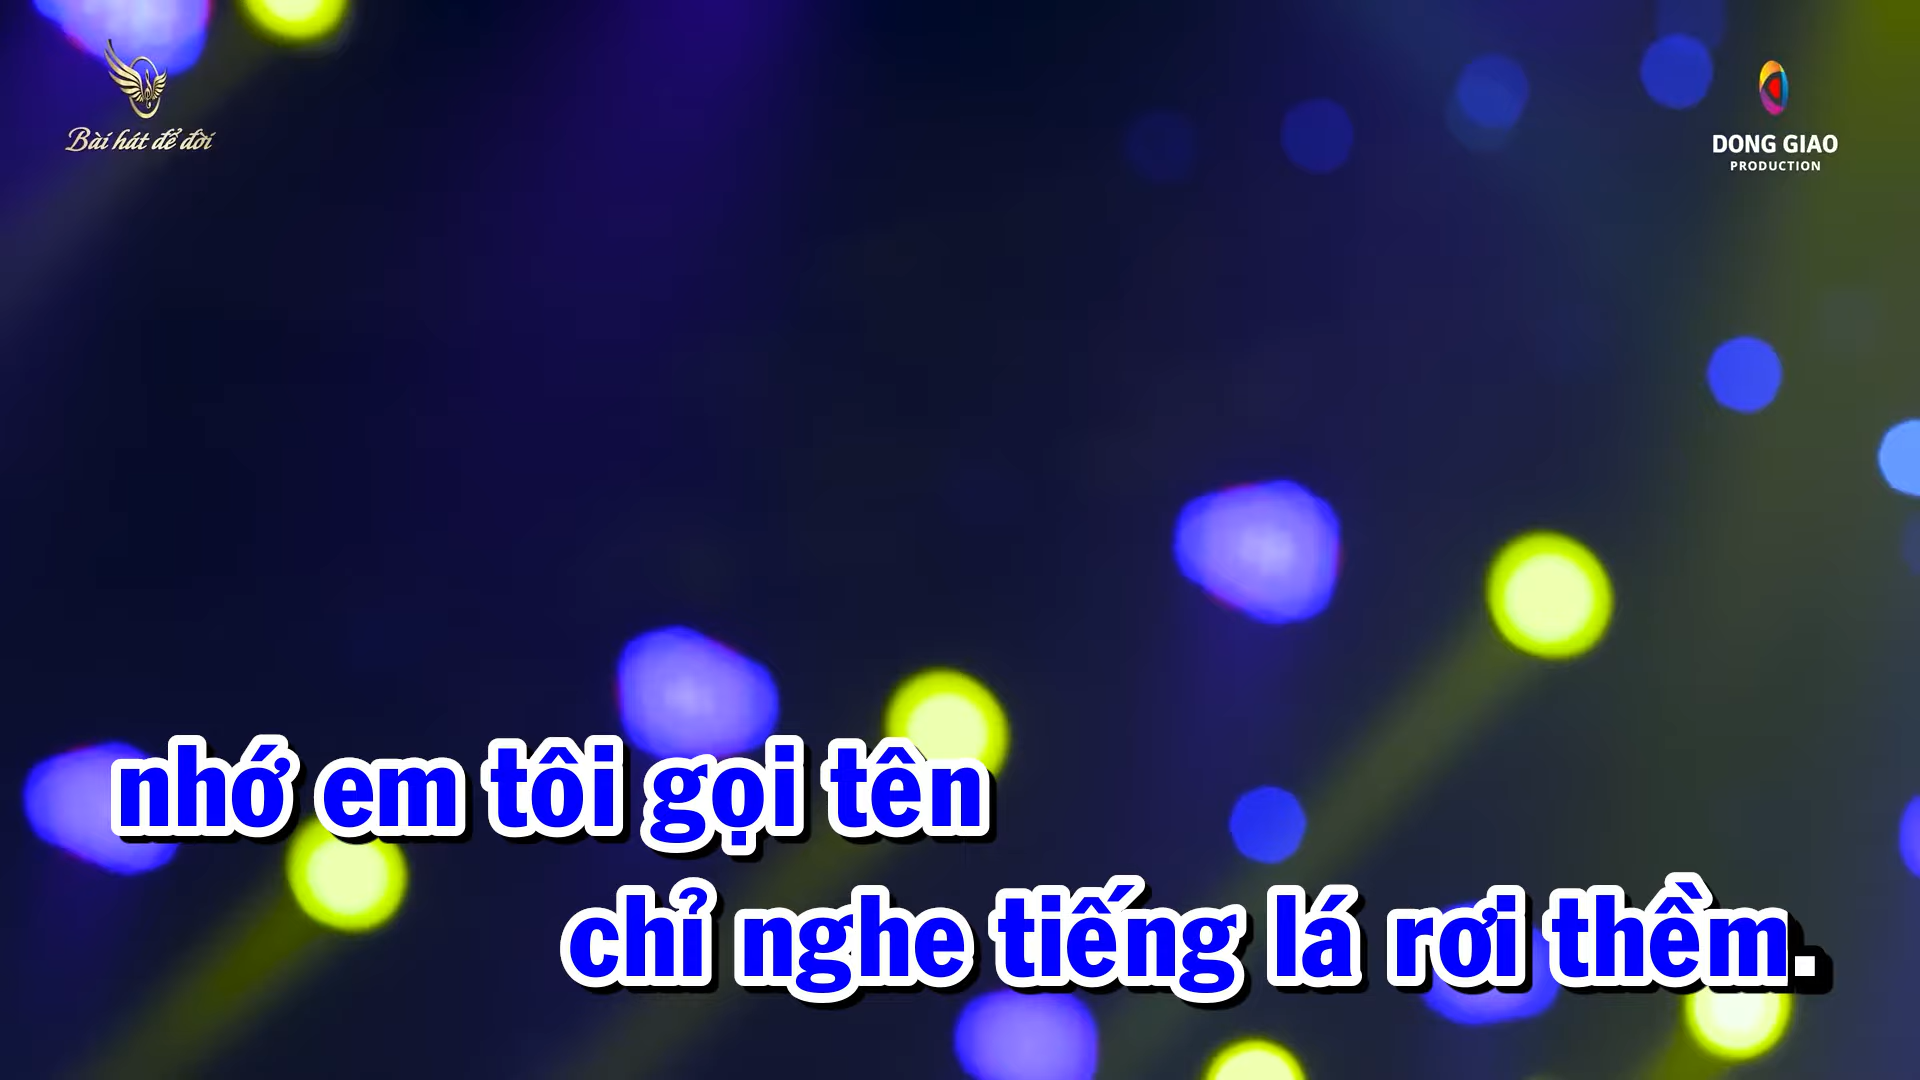 Bài hát để đời
DONG GIAO
PRODUCTION
nhớ em tôi gọi tên
chỉ nghe tiếng lá rơi thềm.